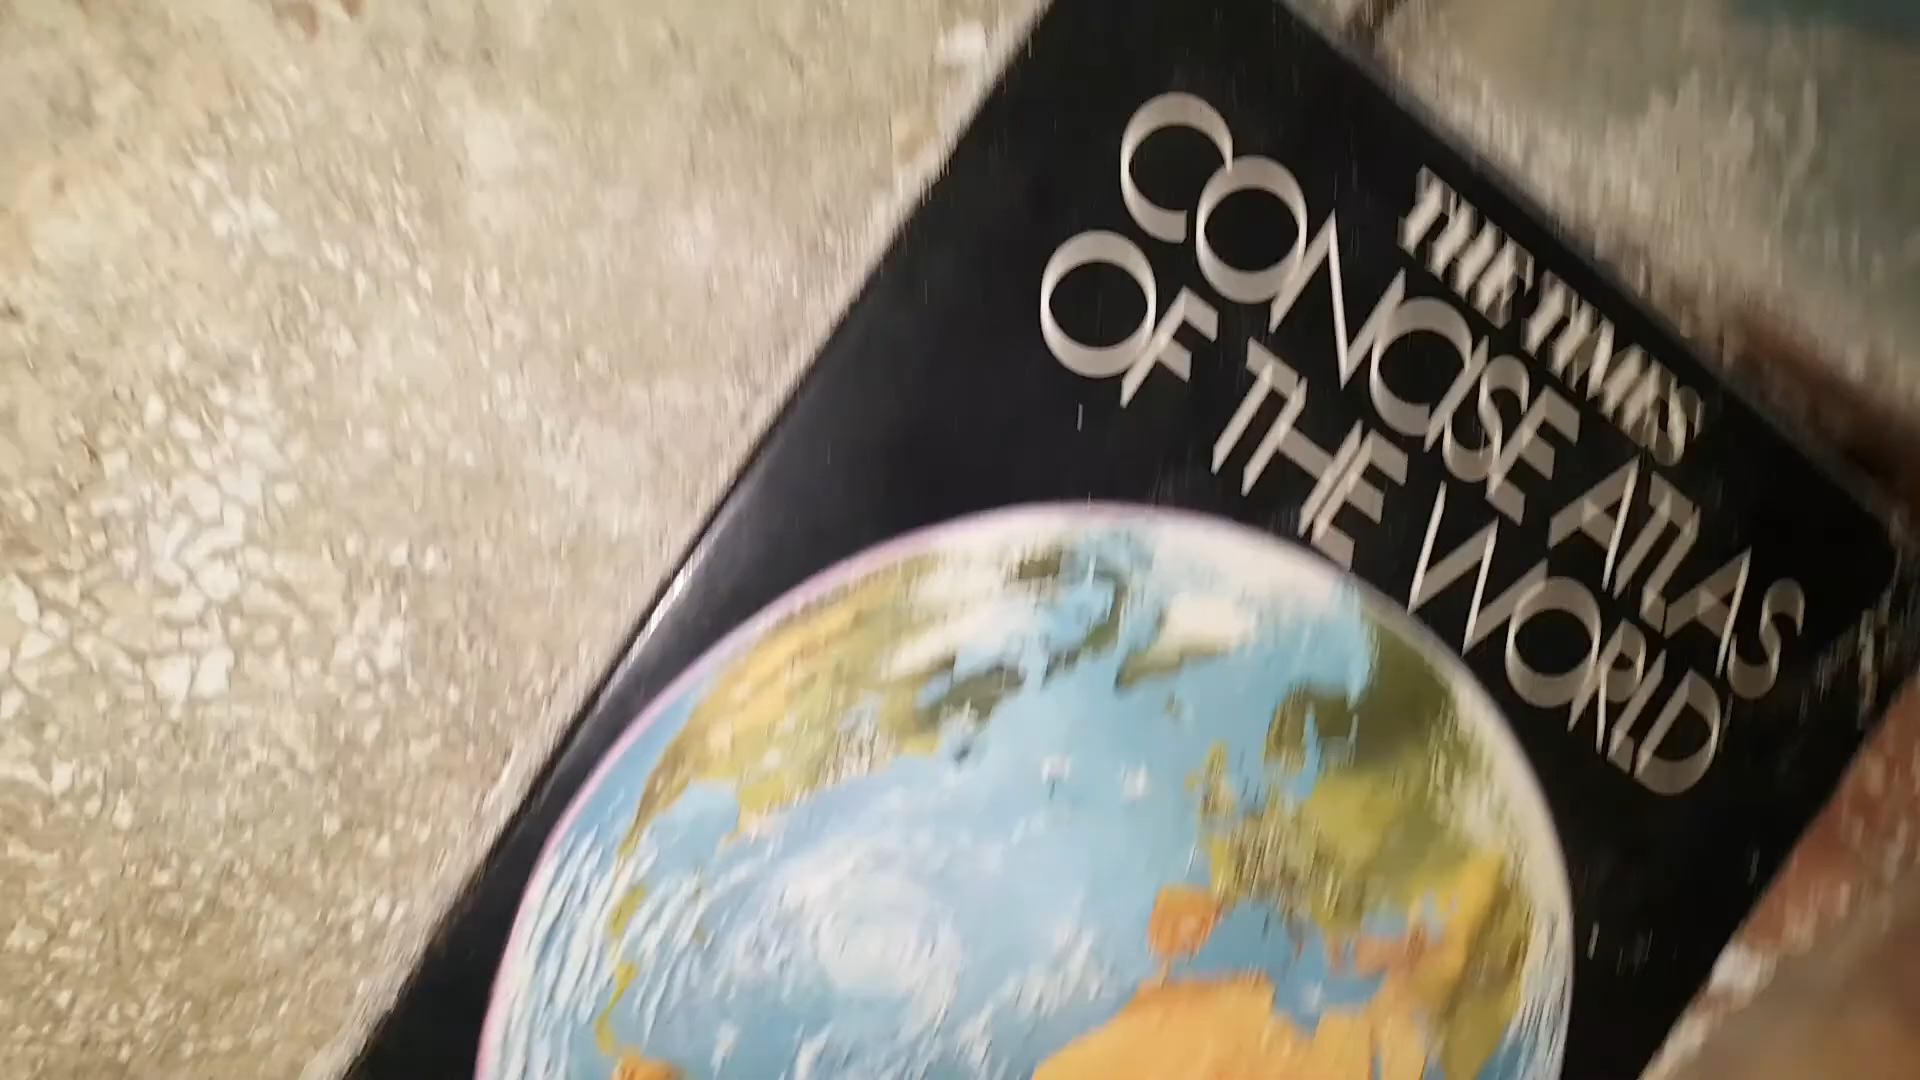 THE TIMES
CONCISE ATLAS
OF THE WORLD